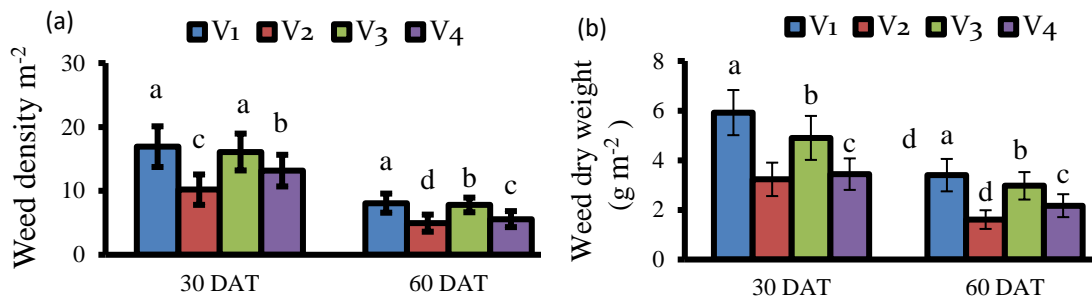 (a)
V1 V2 V3 V4
Weed density m-2
30
20
10
0
a c a b
a d b c
30 DAT 60 DAT
(b)
V1 V2 V3 V4
Weed dry weight
(g m-2)
8
6
4
2
0
a b c
d a d b c
30 DAT 60 DAT